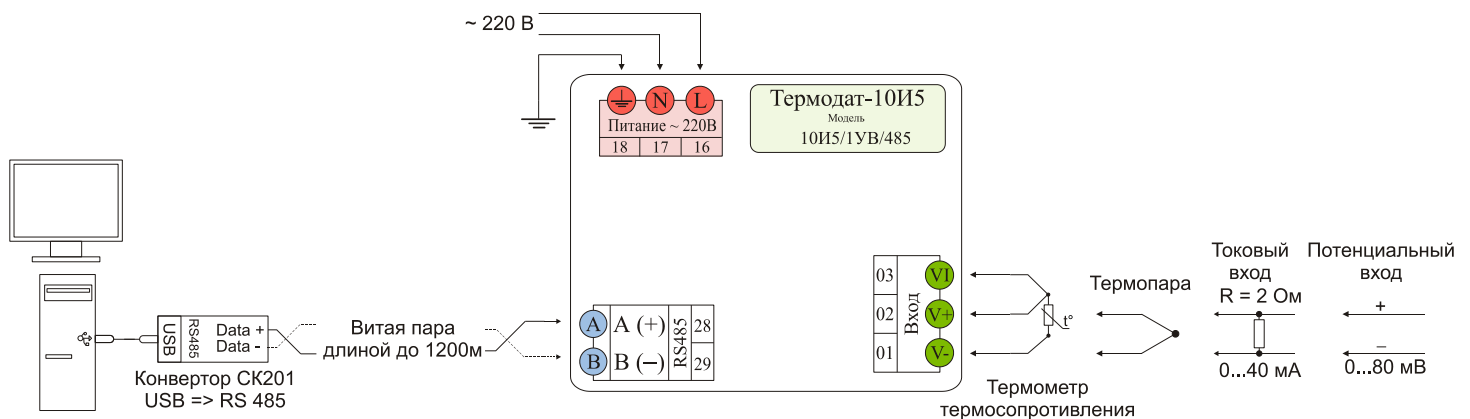 ~ 220 В
N
L
Питание ~ 220В
18
17
16
Термодат-10И5
Модель
10И5/1УВ/485
USB
RS485
Data +
Data -
Конвертор СК201
USB => RS 485
Витая пара
длиной до 1200м
A
A (+)
28
B
B (–)
29
RS485
03
VI
02
V+
01
V-
Вход
t°
Термометр
термосопротивления
Термопара
Токовый
вход
R = 2 Ом
0...40 мА
Потенциальный
вход
+
–
0...80 мВ